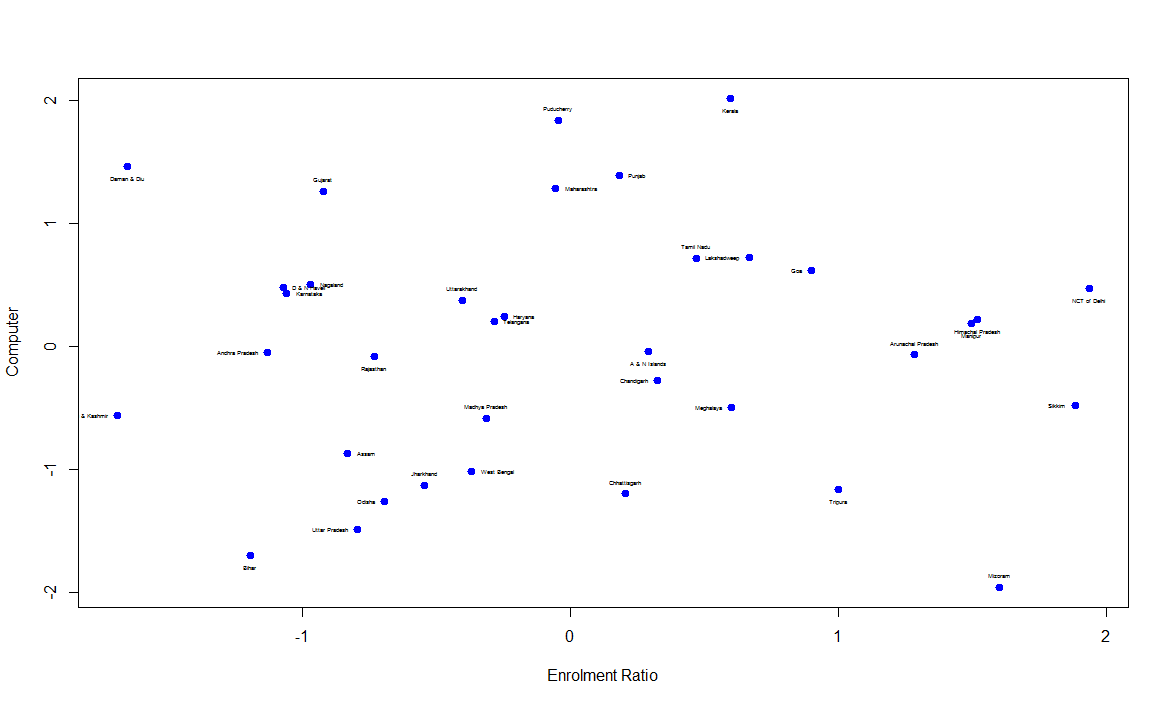 Puducherry
Kerala
Daman & Diu
Gujarat
Maharashtra
Punjab
Tamil Nadu
Lakshadweep
Goa
D & N Haveli
Nagaland
Karnataka
Uttarakhand
Haryana
Telangana
NCT of Delhi
Himachal Pradesh
Manipur
Arunachal Pradesh
Andhra Pradesh
Rajasthan
A & N Islands
Chandigarh
& Kashmir
Madhya Pradesh
Meghalaya
Sikkim
Assam
Jharkhand
West Bengal
Chhattisgarh
Odisha
Tripura
Uttar Pradesh
Bihar
Mizoram
2
1
0
-1
-2
Computer
-1 0 1 2
Enrolment Ratio